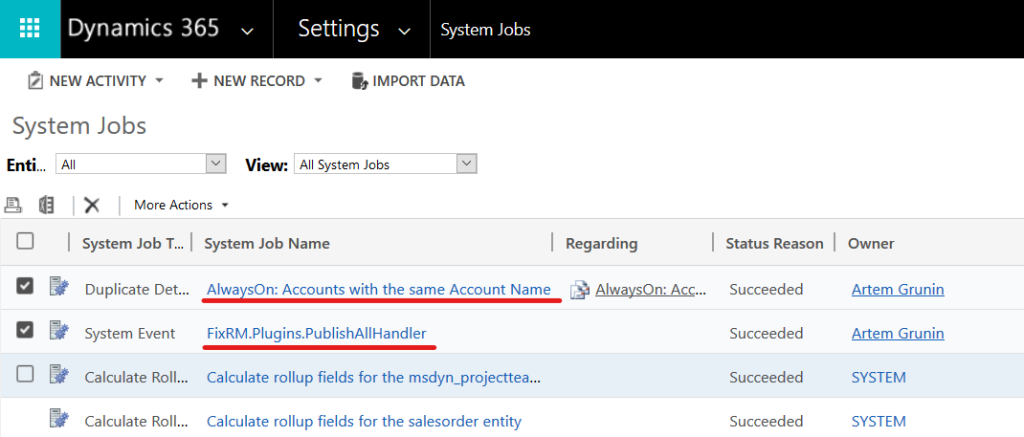 Dynamics 365 Settings System Jobs
NEW ACTIVITY NEW RECORD IMPORT DATA
System Jobs
Enti... All View: All System Jobs
More Actions
System Job T... System Job Name Regarding Status Reason Owner
Duplicate Det... AlwaysOn: Accounts with the same Account Name AlwaysOn: Acc... Succeeded Artem Grunin
System Event FixRM.Plugins.PublishAllHandler Succeeded Artem Grunin
Calculate Roll... Calculate rollup fields for the msdyn_projecttea... Succeeded SYSTEM
Calculate Roll... Calculate rollup fields for the salesorder entity Succeeded SYSTEM